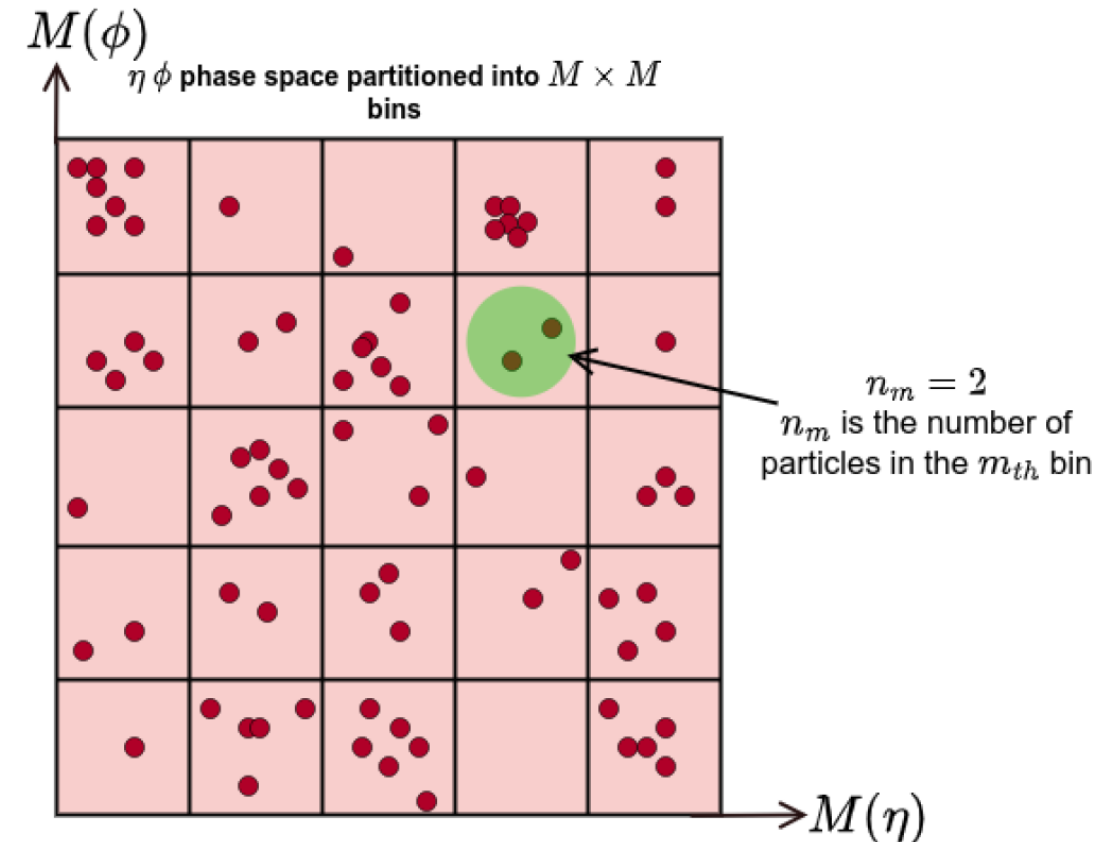 M(ϕ)
η ϕ phase space partitioned into M × M
bins
n_m = 2
n_m is the number of
particles in the m_th bin
M(η)